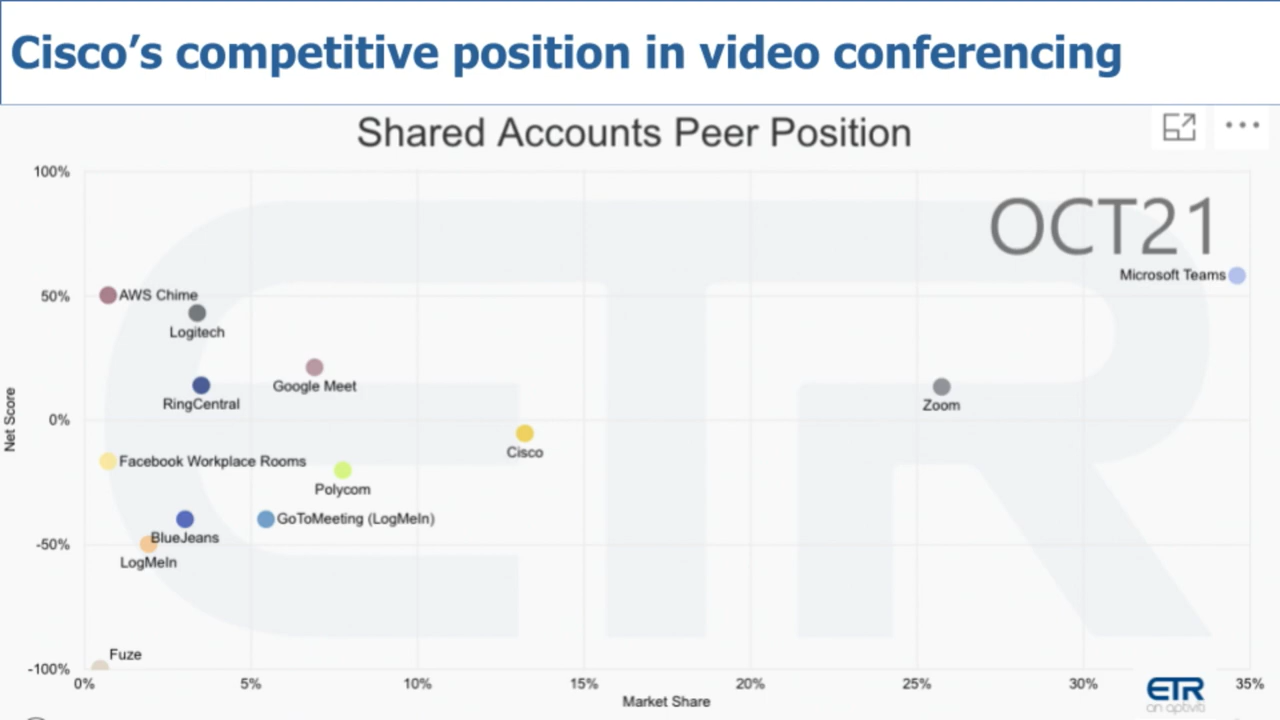 Cisco’s competitive position in video conferencing
Shared Accounts Peer Position
100%
OCT21
Microsoft Teams
50%
AWS Chime
Logitech
Google Meet
RingCentral
Zoom
Net Score
0%
Cisco
Facebook Workplace Rooms
Polycom
GoToMeeting (LogMeIn)
BlueJeans
-50%
LogMeIn
Fuze
-100%
0%
5%
10%
15%
20%
25%
30%
35%
Market Share
ETR
an aptiviti
ETR